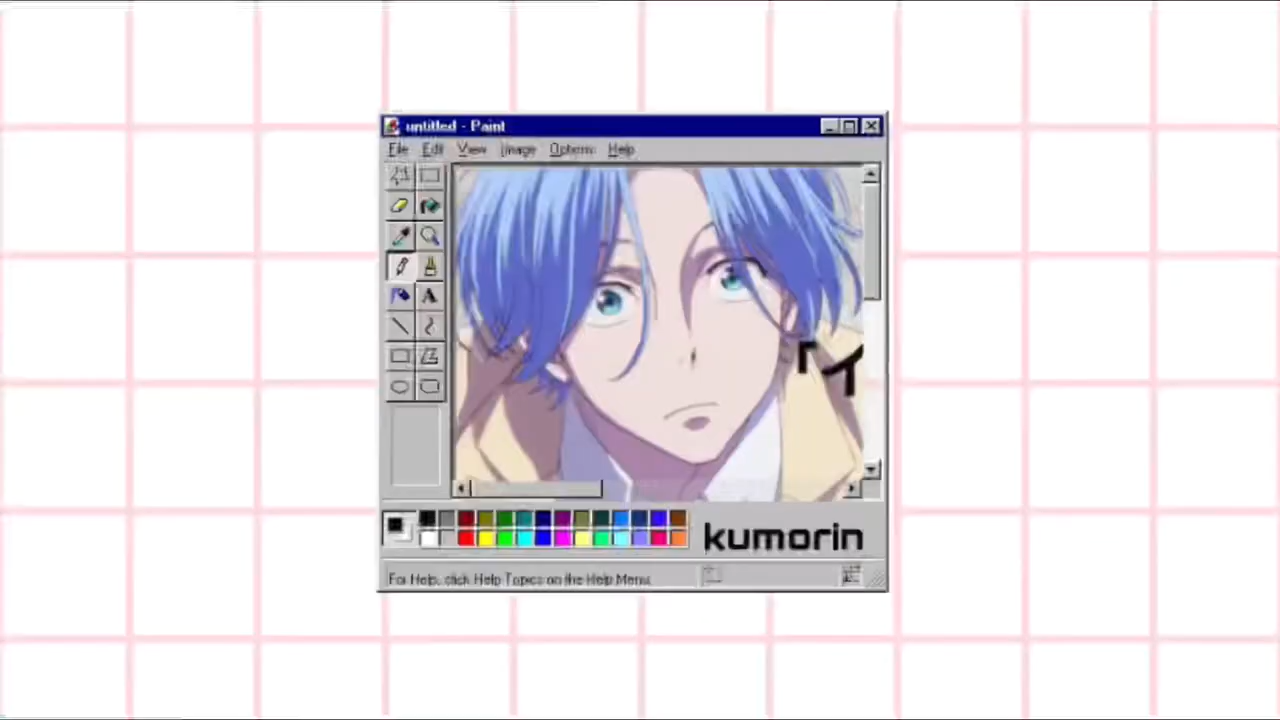 untitled - Paint
File Edit View Image Options Help
kumorin
For Help, click Help Topics on the Help Menu.